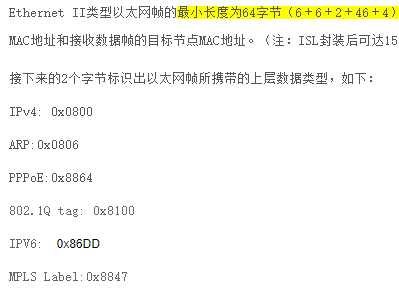 Ethernet II类型以太网帧的最小长度为64字节（6＋6＋2＋46＋4）
MAC地址和接收数据帧的目标节点MAC地址。（注：ISL封装后可达15
接下来的2个字节标识出以太网帧所携带的上层数据类型，如下：
IPv4: 0x0800
ARP:0x0806
PPPoE:0x8864
802.1Q tag: 0x8100
IPV6: 0x86DD
MPLS Label:0x8847